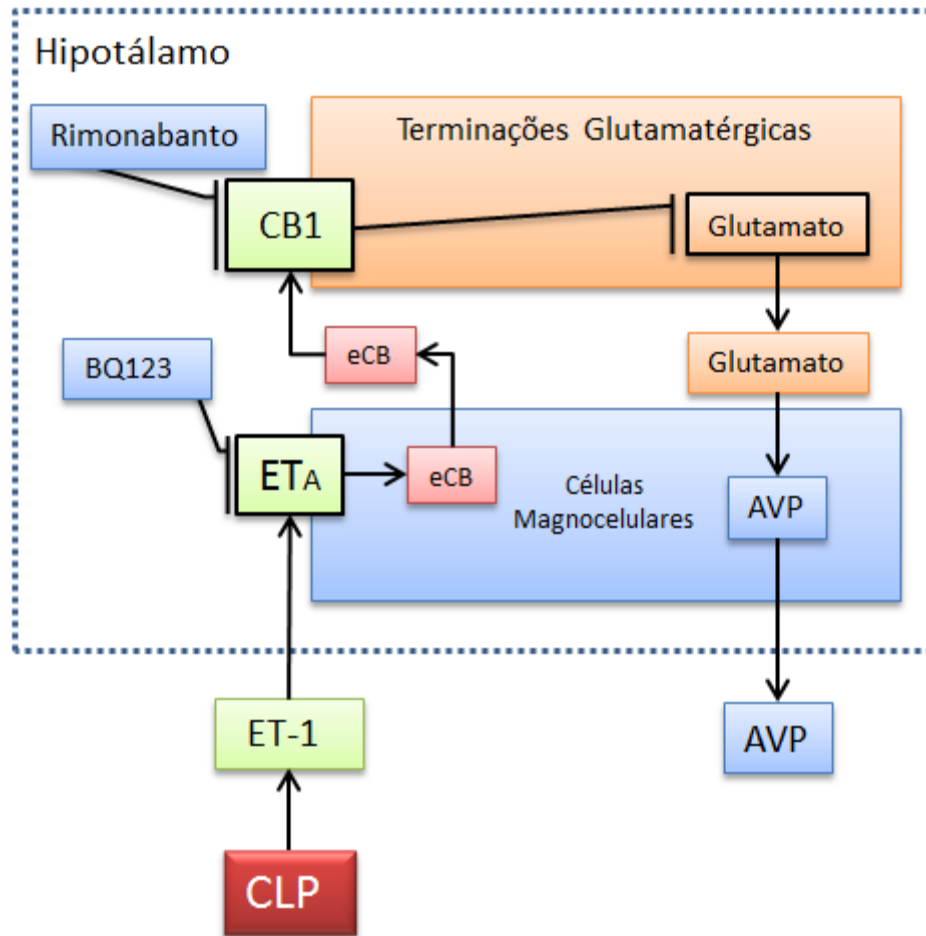 Hipotálamo
Rimonabanto
Terminações Glutamatérgicas
CB1
Glutamato
eCB
BQ123
Glutamato
ETA
eCB
Células
Magnocelulares
AVP
ET-1
AVP
CLP